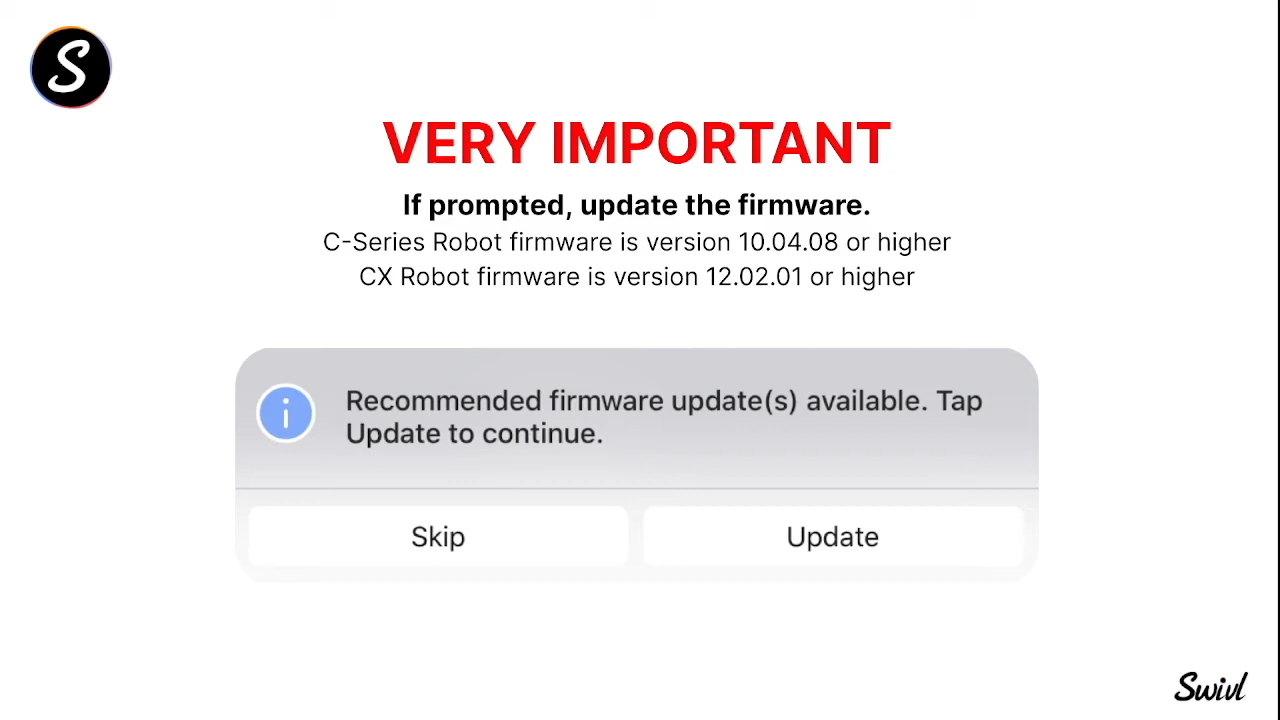 S
VERY IMPORTANT
If prompted, update the firmware.
C-Series Robot firmware is version 10.04.08 or higher
CX Robot firmware is version 12.02.01 or higher
i
Recommended firmware update(s) available. Tap
Update to continue.
Skip
Update
Swivl